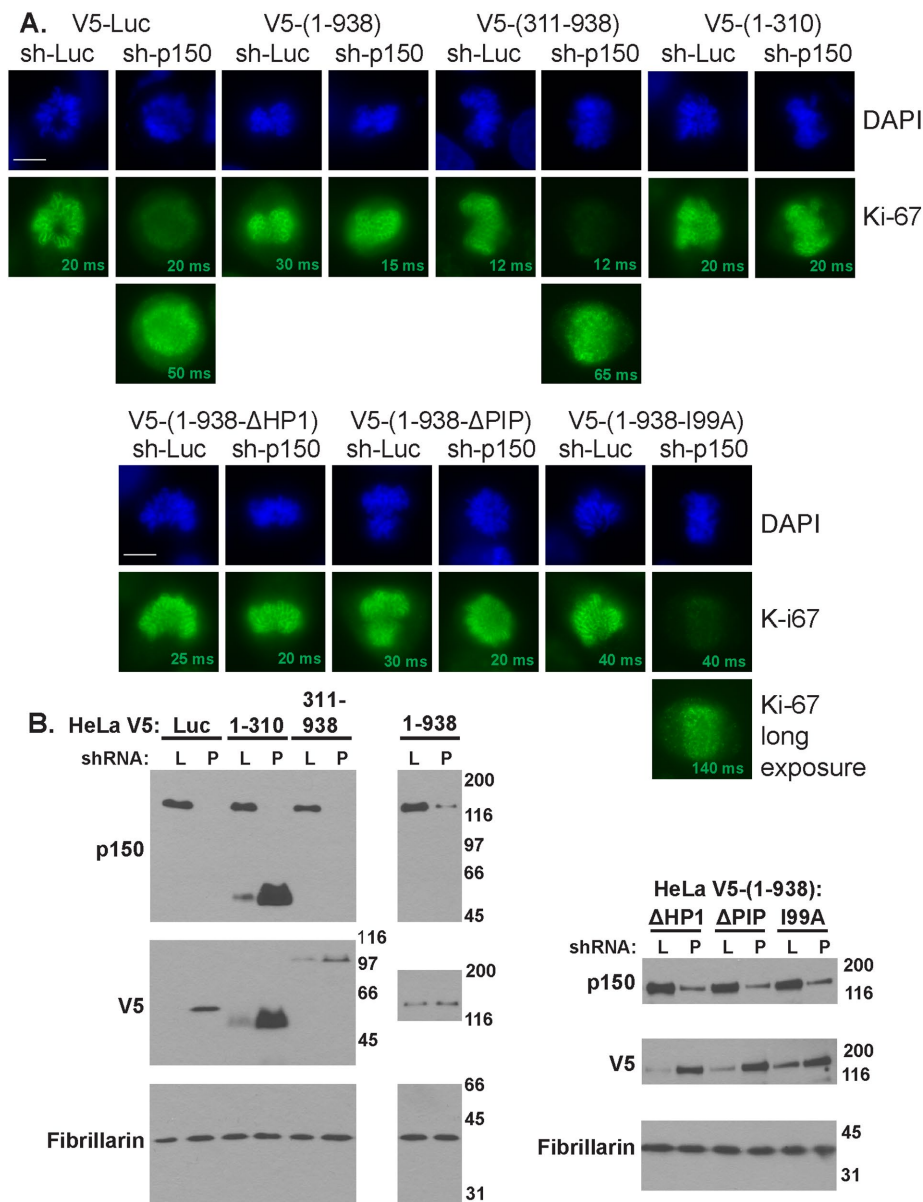 A.
V5-Luc V5-(1-938) V5-(311-938) V5-(1-310)
sh-Luc sh-p150 sh-Luc sh-p150 sh-Luc sh-p150 sh-Luc sh-p150
DAPI
Ki-67
20 ms 20 ms 30 ms 15 ms 12 ms 12 ms 20 ms 20 ms
50 ms 65 ms
V5-(1-938-ΔHP1) V5-(1-938-ΔPIP) V5-(1-938-I99A)
sh-Luc sh-p150 sh-Luc sh-p150 sh-Luc sh-p150
DAPI
K-i67
25 ms 20 ms 30 ms 20 ms 40 ms 40 ms
Ki-67
long
exposure
140 ms
B.
HeLa V5: Luc 1-310 311-
938 1-938
shRNA: L P L P L P L P
p150
200
116
97
66
45
V5
116
97
66
45
200
116
Fibrillarin
66
45
31
HeLa V5-(1-938):
ΔHP1 ΔPIP I99A
shRNA: L P L P L P
p150
200
116
V5
200
116
Fibrillarin
45
31